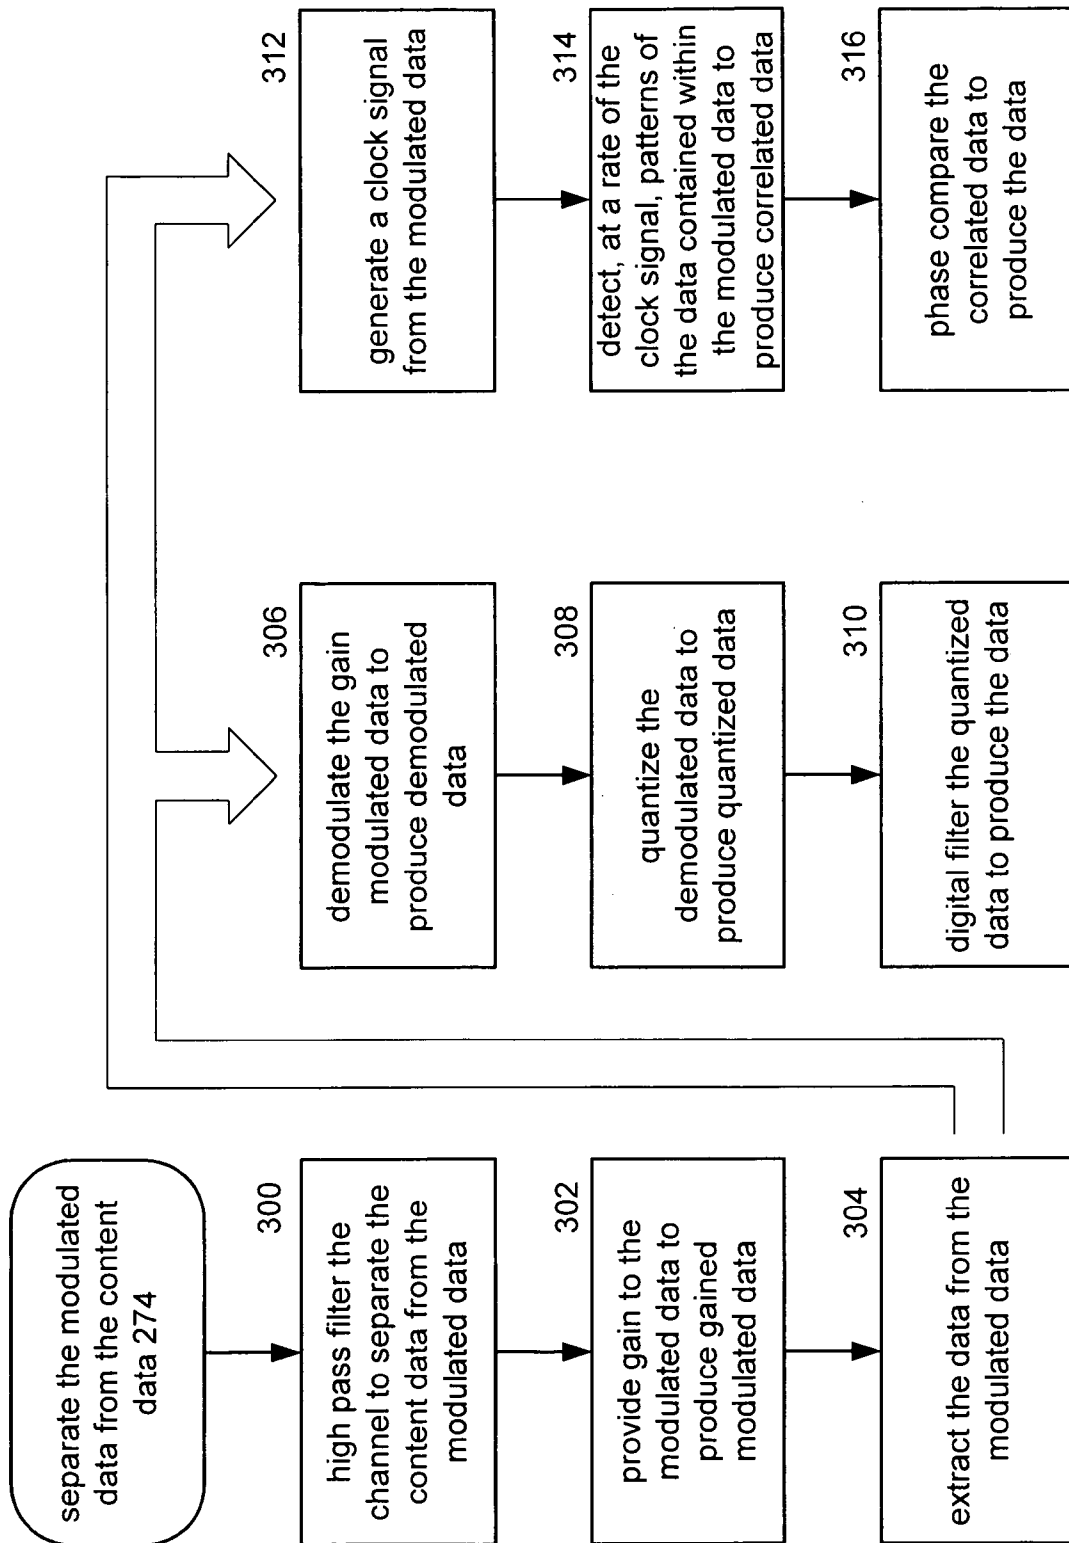 separate the modulated
data from the content
data 274
300
high pass filter the
channel to separate the
content data from the
modulated data
302
provide gain to the
modulated data to
produce gained
modulated data
304
extract the data from the
modulated data
306
demodulate the gain
modulated data to
produce demodulated
data
308
quantize the
demodulated data to
produce quantized data
310
digital filter the quantized
data to produce the data
312
generate a clock signal
from the modulated data
314
detect, at a rate of the
clock signal, patterns of
the data contained within
the modulated data to
produce correlated data
316
phase compare the
correlated data to
produce the data